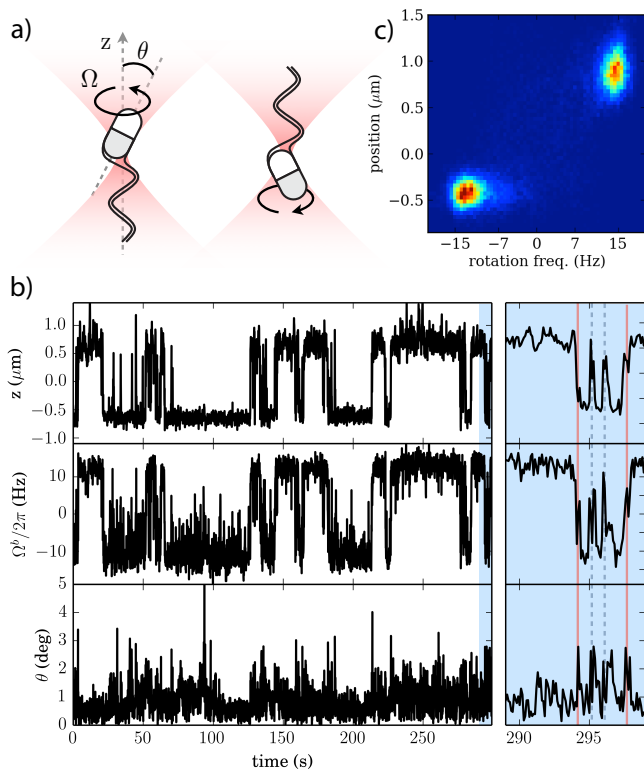 a)
z
θ
Ω
c)
position (μm)
1.5
1.0
0.5
0.0
−0.5
-15 -7 0 7 15
rotation freq. (Hz)
b)
z (μm)
1.0
0.5
0.0
−0.5
−1.0
Ω^b/2π (Hz)
10
0
−10
θ (deg)
5
4
3
2
1
0
0 50 100 150 200 250
290 295
time (s)